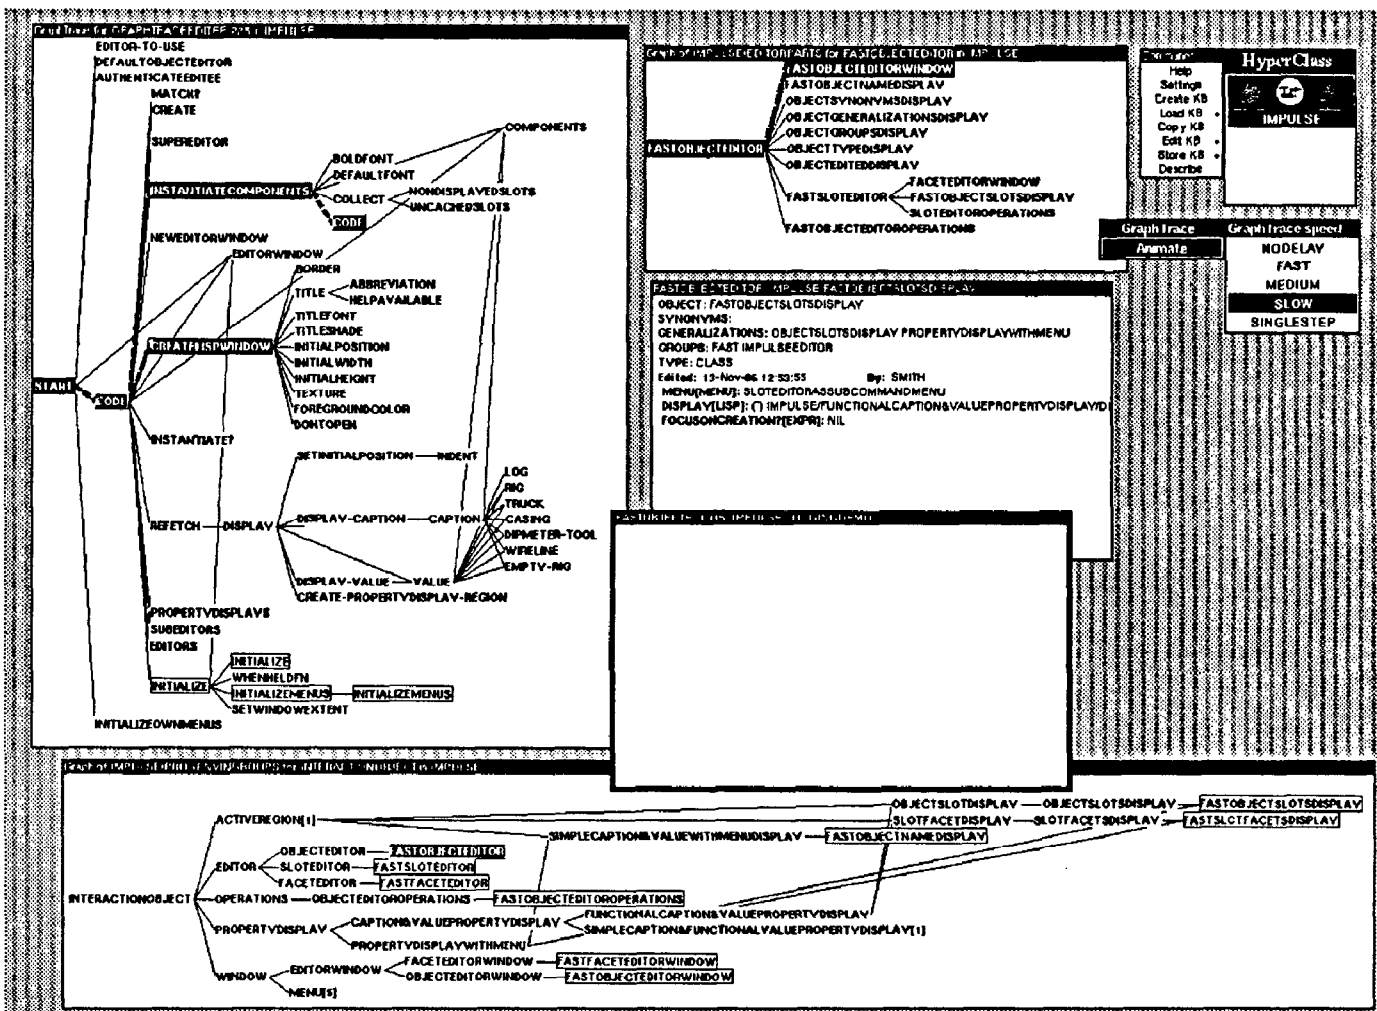 EDITOR-TO-USE
DEFAULTOBJECTEDITOR
AUTHENTICATEEDITEE
MATCH?
CREATE
SUPEREDITOR
COMPONENTS
BOLDFONT
DEFAULTFONT
INSTANTIATECOMPONENTS
COLLECT
NONDISPLAYEDSLOTS
UNCACHEDSLOTS
CODE
NEWEDITORWINDOW
EDITORWINDOW
BORDER
TITLE
ABBREVIATION
HELPAVAILABLE
TITLEFONT
TITLESHADE
CREATELISPWINDOW
INITIALPOSITION
INITIALWIDTH
INITIALHEIGHT
TEXTURE
FOREGROUNDCOLOR
DONTOPEN
START
CODE
INSTANTIATE?
SETINITIALPOSITION
INDENT
REFETCH
DISPLAY
DISPLAY-CAPTION
CAPTION
LOG
RIG
TRUCK
CASING
DIPMETER-TOOL
WIRELINE
EMPTY-RIG
DISPLAY-VALUE
VALUE
CREATE-PROPERTYDISPLAY-REGION
PROPERTYDISPLAYS
SUBEDITORS
EDITORS
INITIALIZE
INITIALIZE
WHENHELDFN
INITIALIZEMENUS
INITIALIZEMENUS
SETWINDOWEXTENT
INITIALIZEOWNMENUS
FASTOBJECTEDITORWINDOW
FASTOBJECTNAMEDISPLAY
OBJECTSYNONYMSDISPLAY
OBJECTGENERALIZATIONSDISPLAY
OBJECTGROUPSDISPLAY
FASTOBJECTEDITOR
OBJECTTYPEDISPLAY
OBJECTEDITEDDISPLAY
FASTSLOTEDITOR
FACETEDITORWINDOW
FASTOBJECTSLOTSDISPLAY
SLOTEDITOROPERATIONS
FASTOBJECTEDITOROPERATIONS
Help
Settings
Create KB
Load KB
Copy KB
Edit KB
Store KB
Describe
HyperClass
IMPULSE
Graph Trace
Animate
Graph trace speed
NODELAY
FAST
MEDIUM
SLOW
SINGLESTEP
OBJECT: FASTOBJECTSLOTSDISPLAY
SYNONYMS:
GENERALIZATIONS: OBJECTSLOTSDISPLAY PROPERTYDISPLAYWITHMENU
GROUPS: FAST IMPULSEEDITOR
TYPE: CLASS
Edited: 13-Nov-86 12:53:55 By: SMITH
MENU[MENU]: SLOTEDITORASSUBCOMMANDMENU
DISPLAY[LISP]: (*) IMPULSE/FUNCTIONALCAPTION&VALUEPROPERTYDISPLAY/DI
FOCUSONCREATION?[EXPR]: NIL
INTERACTIONOBJECT
ACTIVEREGION[1]
OBJECTSLOTDISPLAY
OBJECTSLOTSDISPLAY
FASTOBJECTSLOTSDISPLAY
SLOTFACETDISPLAY
SLOTFACETSDISPLAY
FASTSLOTFACETSDISPLAY
SIMPLECAPTION&VALUEWITHMENUDISPLAY
FASTOBJECTNAMEDISPLAY
EDITOR
OBJECTEDITOR
FASTOBJECTEDITOR
SLOTEDITOR
FASTSLOTEDITOR
FACETEDITOR
FASTFACETEDITOR
OPERATIONS
OBJECTEDITOROPERATIONS
FASTOBJECTEDITOROPERATIONS
PROPERTYDISPLAY
CAPTION&VALUEPROPERTYDISPLAY
FUNCTIONALCAPTION&VALUEPROPERTYDISPLAY
SIMPLECAPTION&FUNCTIONALVALUEPROPERTYDISPLAY[1]
PROPERTYDISPLAYWITHMENU
WINDOW
EDITORWINDOW
FACETEDITORWINDOW
FASTFACETEDITORWINDOW
OBJECTEDITORWINDOW
FASTOBJECTEDITORWINDOW
MENU[5]